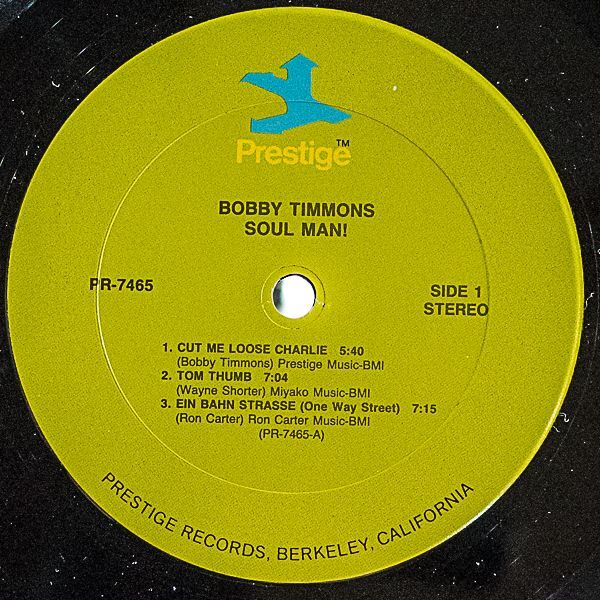 Prestige™
BOBBY TIMMONS
SOUL MAN!
PR-7465
SIDE 1
STEREO
1. CUT ME LOOSE CHARLIE 5:40
(Bobby Timmons) Prestige Music-BMI
2. TOM THUMB 7:04
(Wayne Shorter) Miyako Music-BMI
3. EIN BAHN STRASSE (One Way Street) 7:15
(Ron Carter) Ron Carter Music-BMI
(PR-7465-A)
PRESTIGE RECORDS, BERKELEY, CALIFORNIA